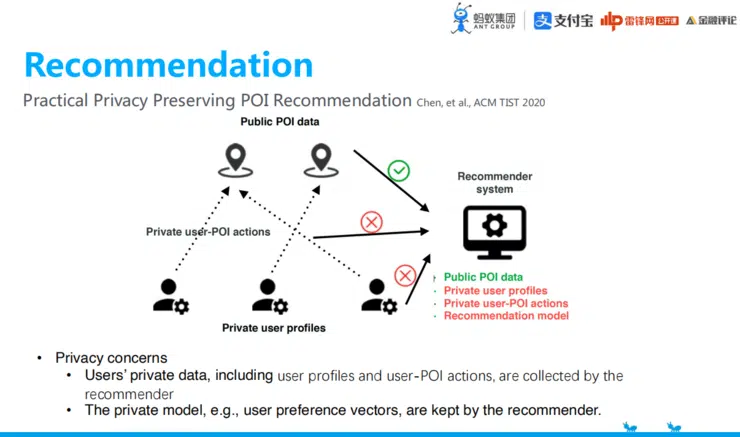 蚂蚁集团
ANT GROUP
支付宝
雷锋网 公开课
金融评论
Recommendation
Practical Privacy Preserving POI Recommendation Chen, et al., ACM TIST 2020
Public POI data
Recommender
system
Private user-POI actions
Public POI data
Private user profiles
Private user-POI actions
Recommendation model
Private user profiles
• Privacy concerns
• Users' private data, including user profiles and user-POI actions, are collected by the
recommender
• The private model, e.g., user preference vectors, are kept by the recommender.